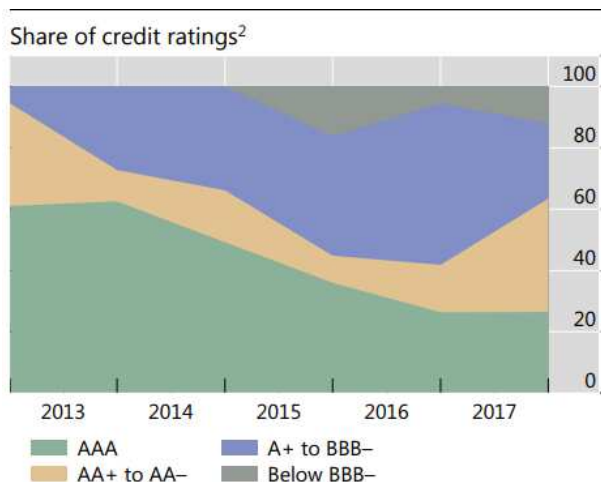 Share of credit ratings2
100
80
60
40
20
0
2013 2014 2015 2016 2017
AAA A+ to BBB–
AA+ to AA– Below BBB–